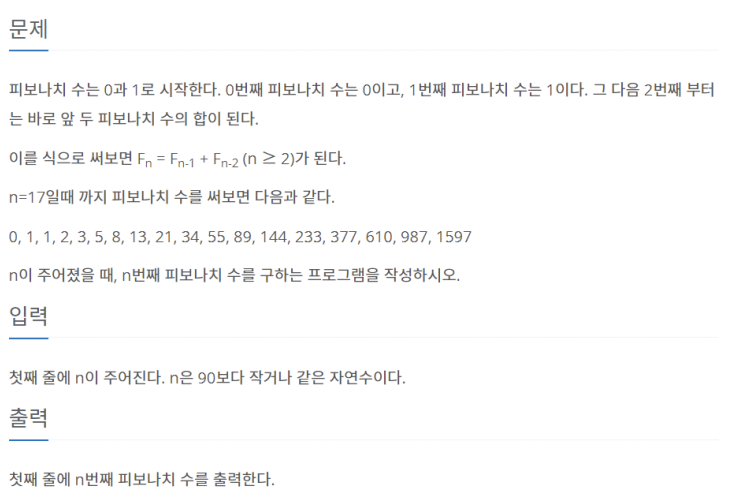 문제
피보나치 수는 0과 1로 시작한다. 0번째 피보나치 수는 0이고, 1번째 피보나치 수는 1이다. 그 다음 2번째 부터
는 바로 앞 두 피보나치 수의 합이 된다.
이를 식으로 써보면 Fn = Fn-1 + Fn-2 (n ≥ 2)가 된다.
n=17일때 까지 피보나치 수를 써보면 다음과 같다.
0, 1, 1, 2, 3, 5, 8, 13, 21, 34, 55, 89, 144, 233, 377, 610, 987, 1597
n이 주어졌을 때, n번째 피보나치 수를 구하는 프로그램을 작성하시오.
입력
첫째 줄에 n이 주어진다. n은 90보다 작거나 같은 자연수이다.
출력
첫째 줄에 n번째 피보나치 수를 출력한다.